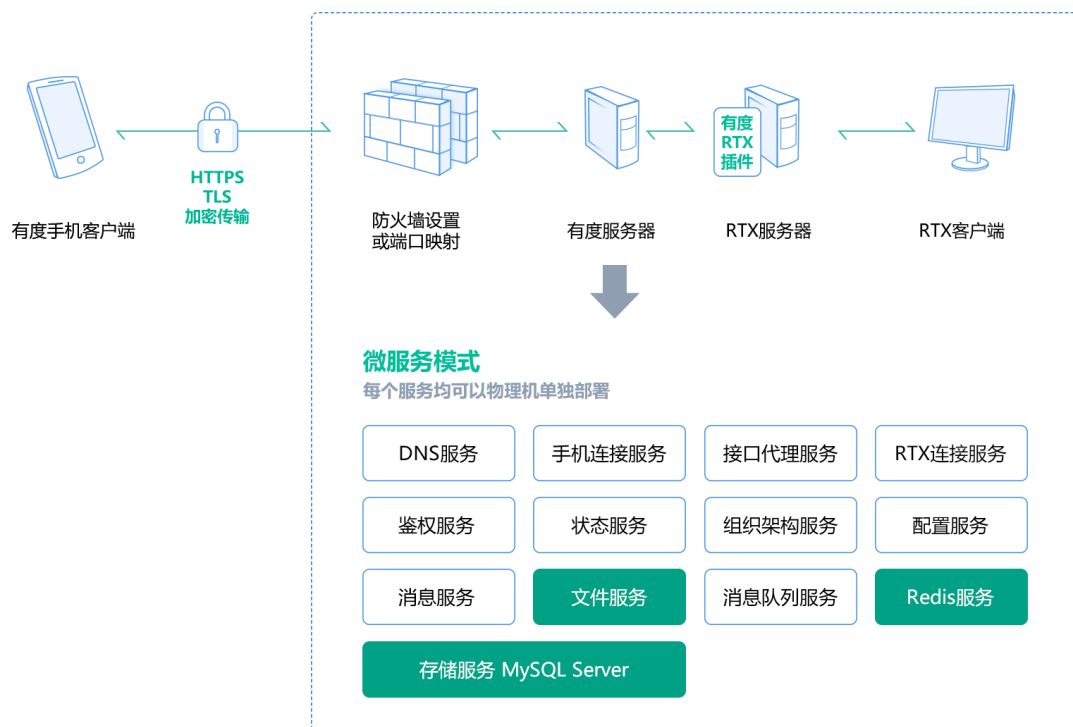 有度
RTX
插件
HTTPS
TLS
加密传输
有度手机客户端
防火墙设置
或端口映射
有度服务器
RTX服务器
RTX客户端
微服务模式
每个服务均可以物理机单独部署
DNS服务
手机连接服务
接口代理服务
RTX连接服务
鉴权服务
状态服务
组织架构服务
配置服务
消息服务
文件服务
消息队列服务
Redis服务
存储服务 MySQL Server